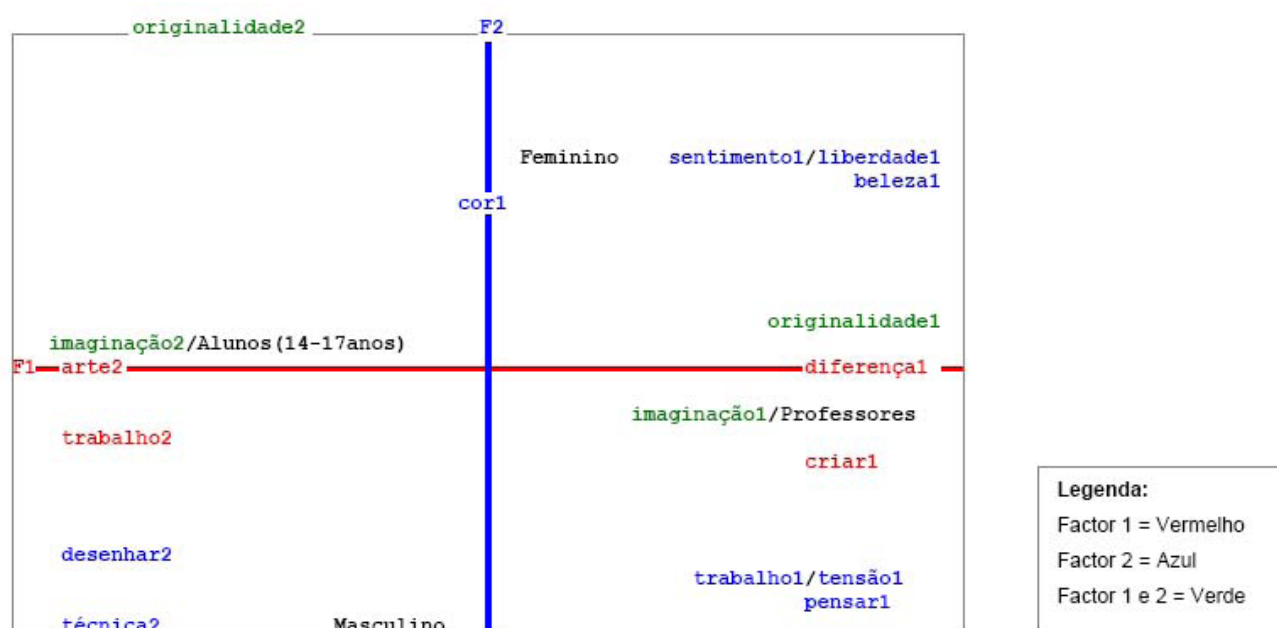 originalidade2 F2
Feminino sentimento1/liberdade1
beleza1
cor1
originalidade1
imaginação2/Alunos(14-17anos)
F1 arte2 diferença1
imaginação1/Professores
trabalho2
criar1
Legenda:
Factor 1 = Vermelho
desenhar2
Factor 2 = Azul
trabalho1/tensão1
pensar1
Factor 1 e 2 = Verde
técnica2 Masculino